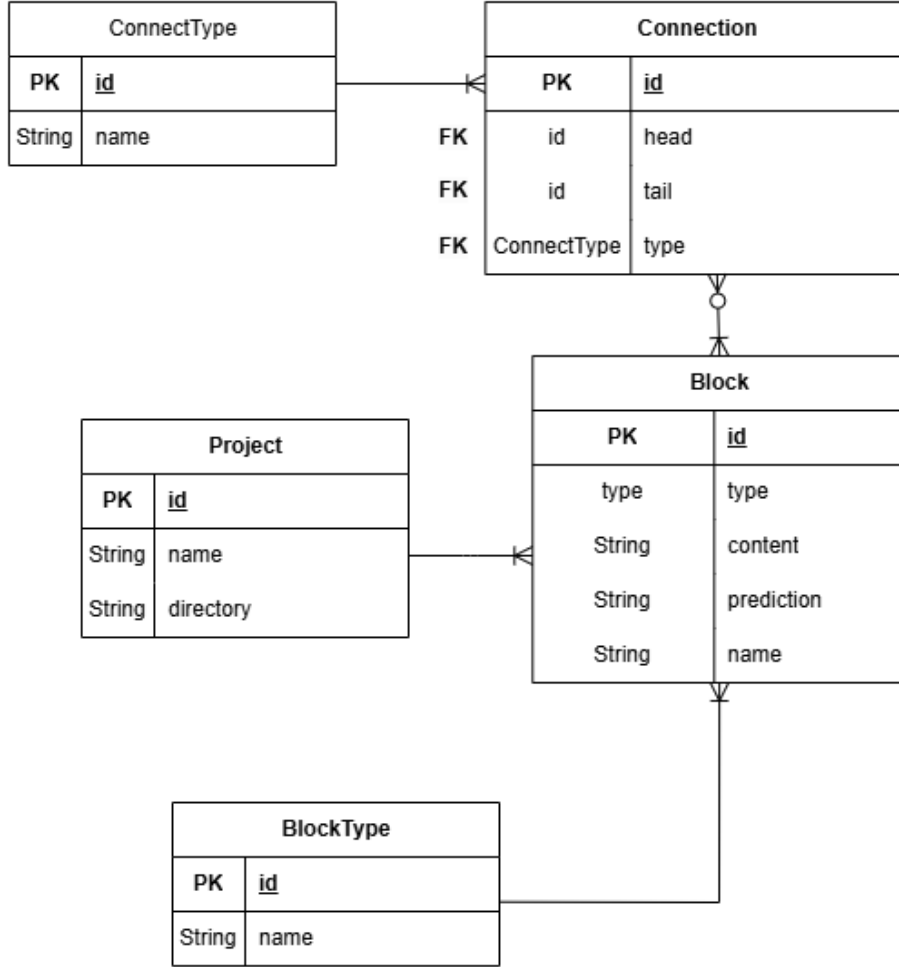 ConnectType
PK id
String name
Connection
PK id
FK id head
FK id tail
FK ConnectType type
Block
PK id
type type
String content
String prediction
String name
Project
PK id
String name
String directory
BlockType
PK id
String name